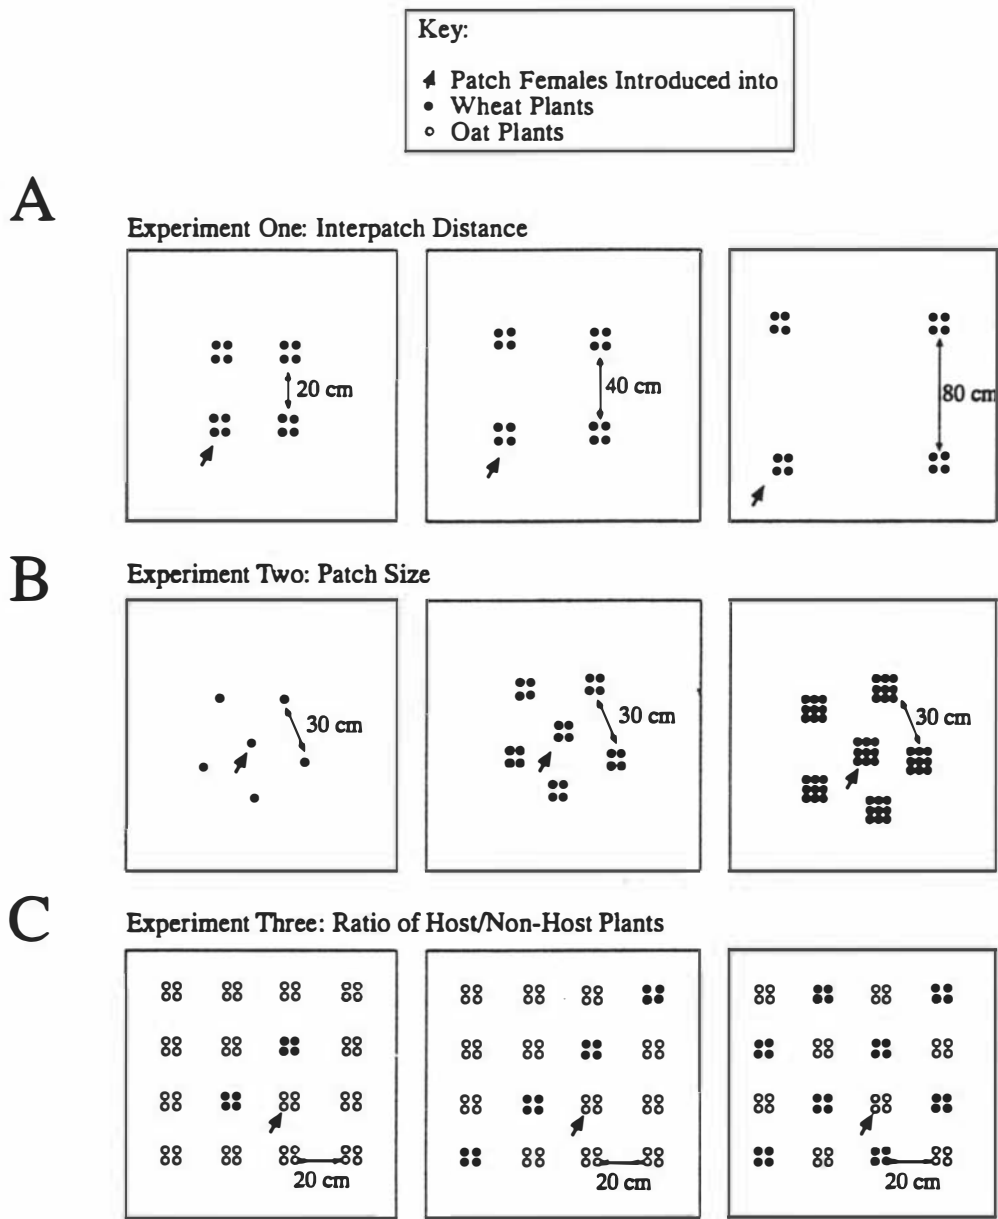 Key:
Patch Females Introduced into
Wheat Plants
Oat Plants
A
Experiment One: Interpatch Distance
20 cm
40 cm
80 cm
B
Experiment Two: Patch Size
30 cm
30 cm
30 cm
C
Experiment Three: Ratio of Host/Non-Host Plants
20 cm
20 cm
20 cm